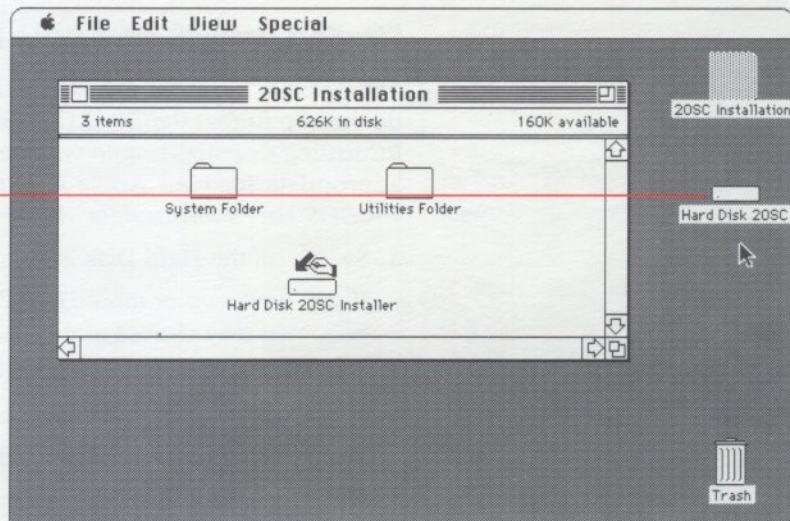 File Edit View Special
20SC Installation
3 items 626K in disk 160K available
System Folder Utilities Folder
Hard Disk 20SC Installer
20SC Installation
Hard Disk 20SC
Trash